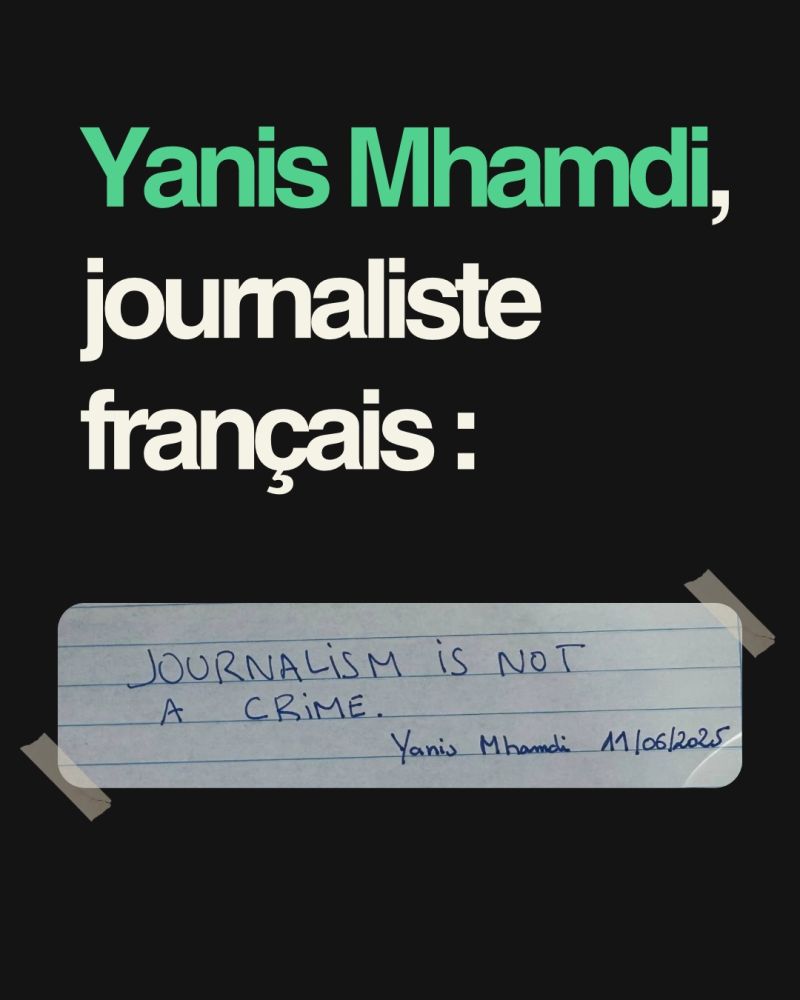 Yanis Mhamdi,
journaliste
français :
JOURNALISM IS NOT
A CRIME.
Yanis Mhamdi 11/06/2025